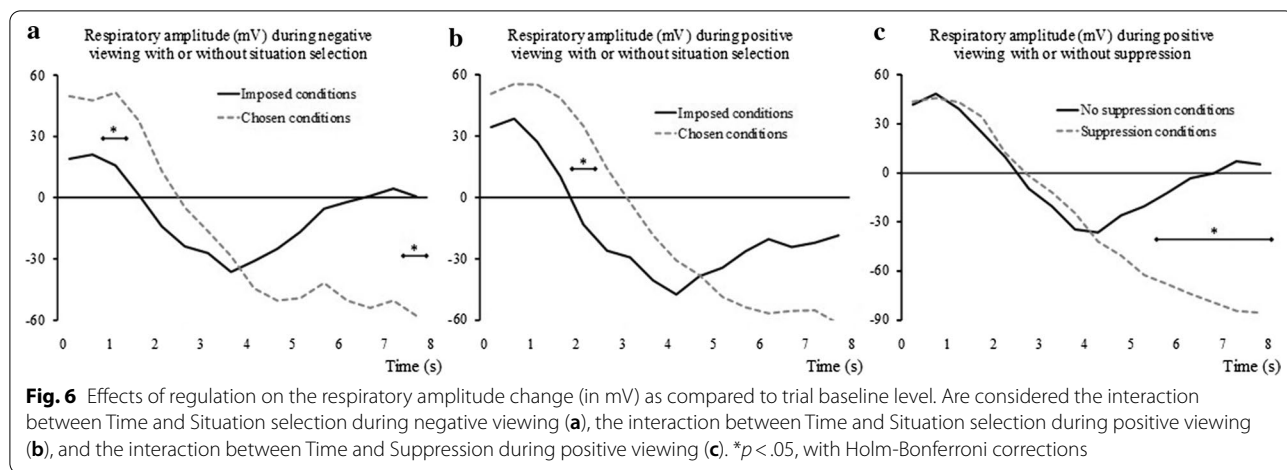 a
Respiratory amplitude (mV) during negative
viewing with or without situation selection
60
30
0
-30
-60
Imposed conditions
Chosen conditions
*
*
0 1 2 3 4 5 6 7 8
Time (s)
b
Respiratory amplitude (mV) during positive
viewing with or without situation selection
60
30
0
-30
-60
Imposed conditions
Chosen conditions
*
0 1 2 3 4 5 6 7 8
Time (s)
c
Respiratory amplitude (mV) during positive
viewing with or without suppression
60
30
0
-30
-60
-90
No suppression conditions
Suppression conditions
*
0 1 2 3 4 5 6 7 8
Time (s)
Fig. 6 Effects of regulation on the respiratory amplitude change (in mV) as compared to trial baseline level. Are considered the interaction
between Time and Situation selection during negative viewing (a), the interaction between Time and Situation selection during positive viewing
(b), and the interaction between Time and Suppression during positive viewing (c). *p < .05, with Holm-Bonferroni corrections